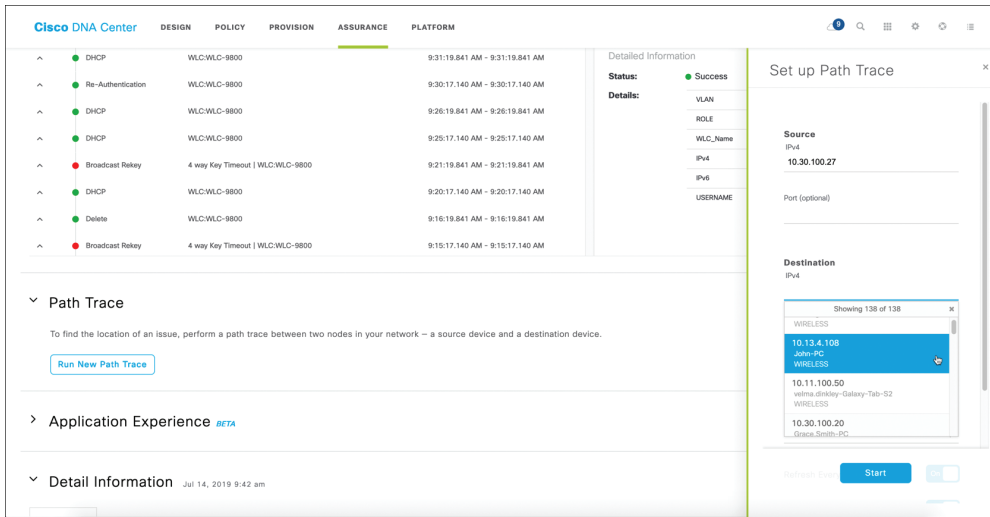 Cisco DNA Center DESIGN POLICY PROVISION ASSURANCE PLATFORM 9
DHCP WLC:WLC-9800 9:31:19.841 AM - 9:31:19.841 AM
Re-Authentication WLC:WLC-9800 9:30:17.140 AM - 9:30:17.140 AM
DHCP WLC:WLC-9800 9:26:19.841 AM - 9:26:19.841 AM
DHCP WLC:WLC-9800 9:25:17.140 AM - 9:25:17.140 AM
Broadcast Rekey 4 way Key Timeout | WLC:WLC-9800 9:21:19.841 AM - 9:21:19.841 AM
DHCP WLC:WLC-9800 9:20:17.140 AM - 9:20:17.140 AM
Delete WLC:WLC-9800 9:16:19.841 AM - 9:16:19.841 AM
Broadcast Rekey 4 way Key Timeout | WLC:WLC-9800 9:15:17.140 AM - 9:15:17.140 AM
Detailed Information
Status: Success
Details:
VLAN
ROLE
WLC_Name
IPv4
IPv6
USERNAME
Path Trace
To find the location of an issue, perform a path trace between two nodes in your network – a source device and a destination device.
Run New Path Trace
Application Experience BETA
Detail Information Jul 14, 2019 9:42 am
Set up Path Trace
Source
IPv4
10.30.100.27
Port (optional)
Destination
IPv4
Showing 138 of 138
WIRELESS
10.13.4.108
John-PC
WIRELESS
10.11.100.50
velma.dinkley-Galaxy-Tab-S2
WIRELESS
10.30.100.20
Grace.Smith-PC
Start